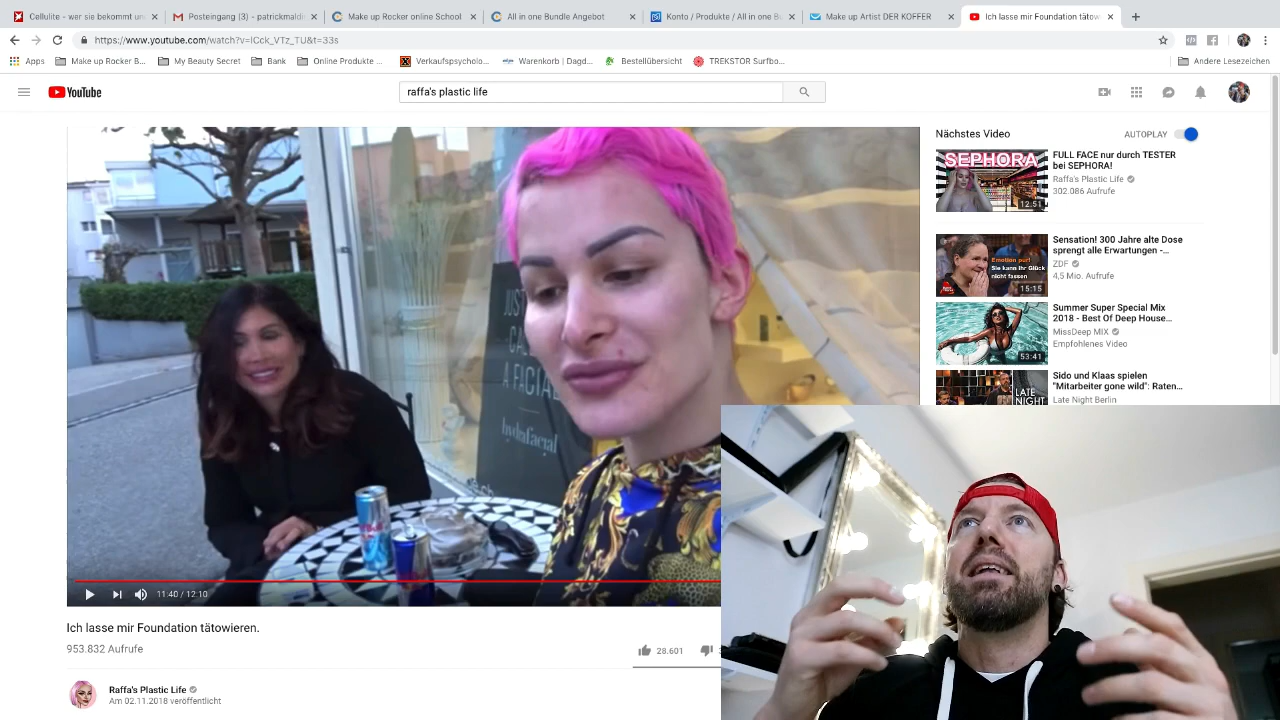 Cellulite - wer sie bekommt un
Posteingang (3) - patrickmaldi
Make up Rocker online School
All in one Bundle Angebot
Konto / Produkte / All in one Bu
Make up Artist DER KOFFER
Ich lasse mir Foundation tätow
https://www.youtube.com/watch?v=ICck_VTz_TU&t=33s
Apps
Make up Rocker B...
My Beauty Secret
Bank
Online Produkte ...
Verkaufspsycholo...
Warenkorb | Dagd...
Bestellübersicht
TREKSTOR Surfbo...
Andere Lesezeichen
YouTube
raffa's plastic life
JUST
A FACIAL
hydrafacial
11:40 / 12:10
Ich lasse mir Foundation tätowieren.
953.832 Aufrufe
28.601
Raffa's Plastic Life
Am 02.11.2018 veröffentlicht
Nächstes Video
AUTOPLAY
SEPHORA
12:51
FULL FACE nur durch TESTER
bei SEPHORA!
Raffa's Plastic Life
302.086 Aufrufe
Emotion pur!
Sie kann ihr Glück
nicht fassen
15:15
Sensation! 300 Jahre alte Dose
sprengt alle Erwartungen -...
ZDF
4,5 Mio. Aufrufe
53:41
Summer Super Special Mix
2018 - Best Of Deep House...
MissDeep MIX
Empfohlenes Video
LATE
NIGHT
Sido und Klaas spielen
"Mitarbeiter gone wild": Raten...
Late Night Berlin